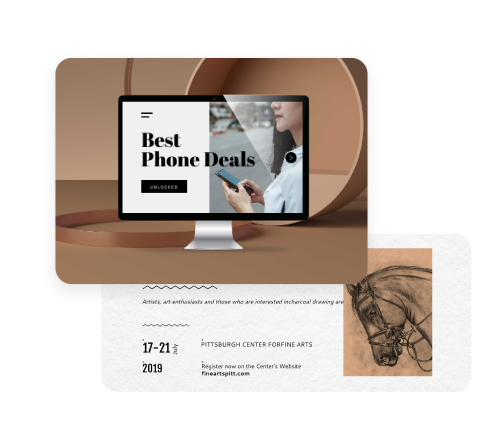 Best
Phone Deals
UNLOCKED
Artists, art enthusiasts and those who are interested incharcoal drawing are
17-21 July
PITTSBURGH CENTER FORFINE ARTS
2019
Register now on the Center's Website
fineartspitt.com